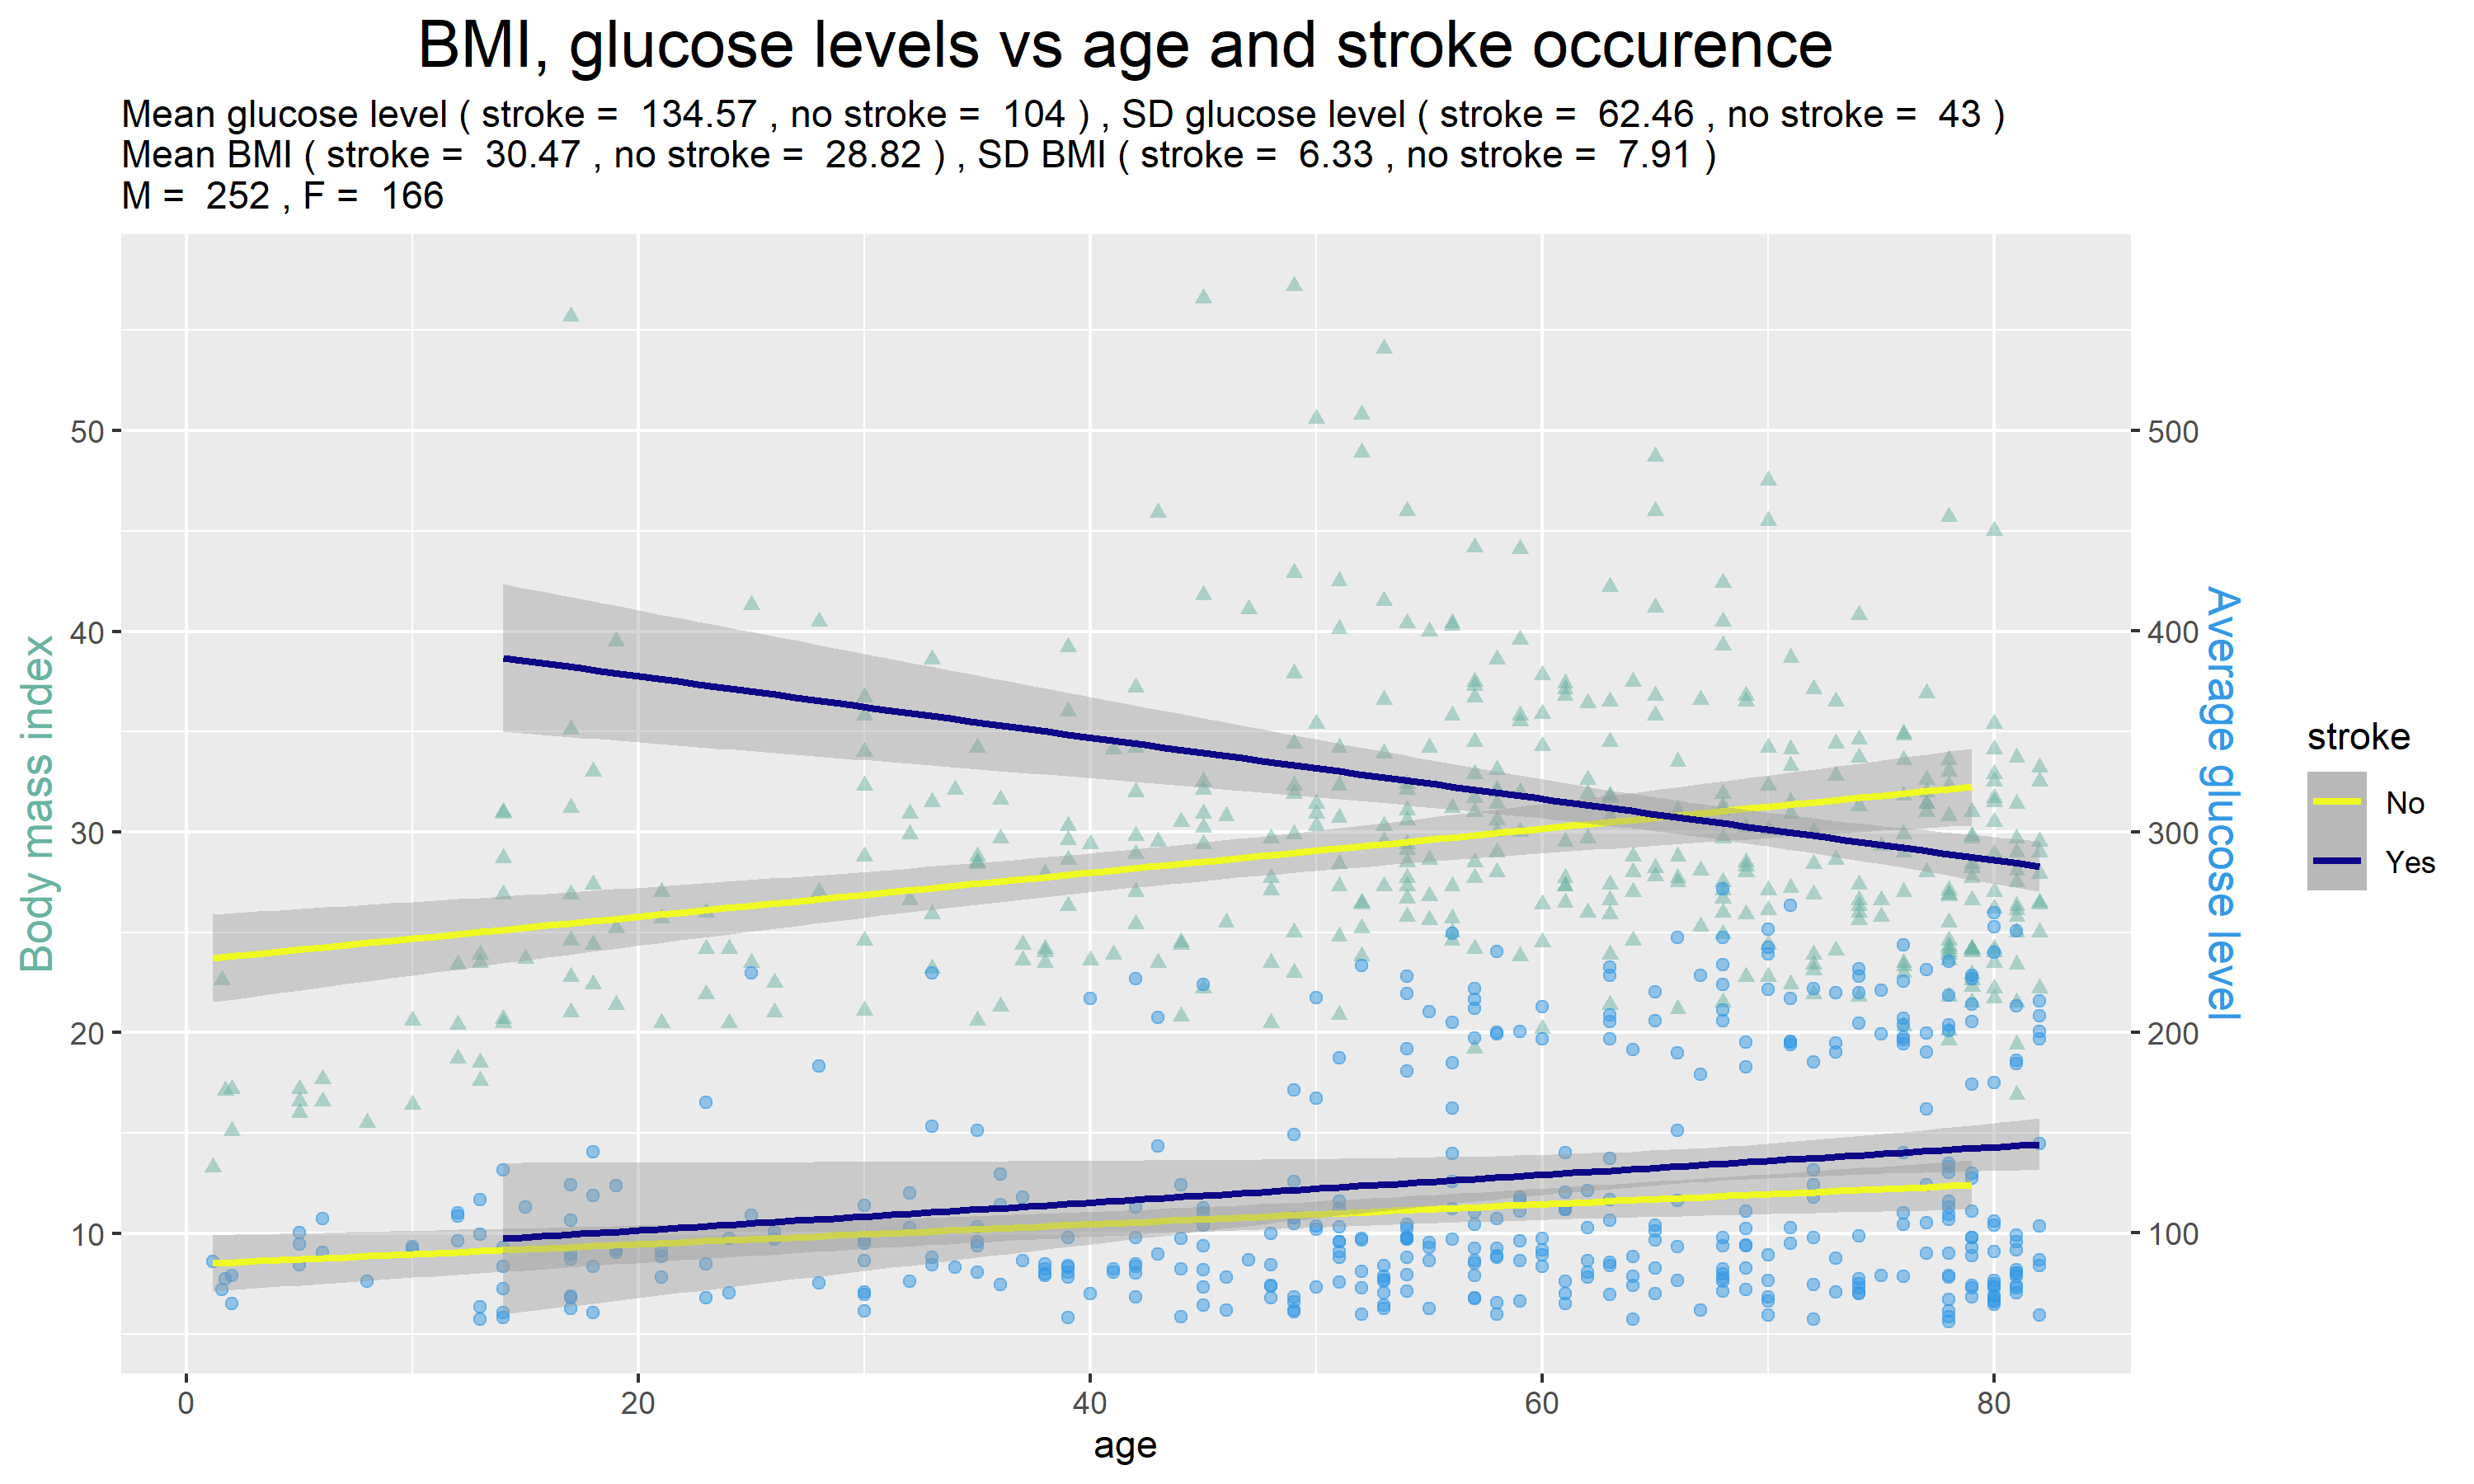 BMI, glucose levels vs age and stroke occurence
Mean glucose level ( stroke =  134.57 , no stroke =  104 ) , SD glucose level ( stroke =  62.46 , no stroke =  43 )
Mean BMI ( stroke =  30.47 , no stroke =  28.82 ) , SD BMI ( stroke =  6.33 , no stroke =  7.91 )
M =  252 , F =  166
Body mass index
50
40
30
20
10
500
400
300
200
100
Average glucose level
0
20
40
60
80
age
stroke
No
Yes